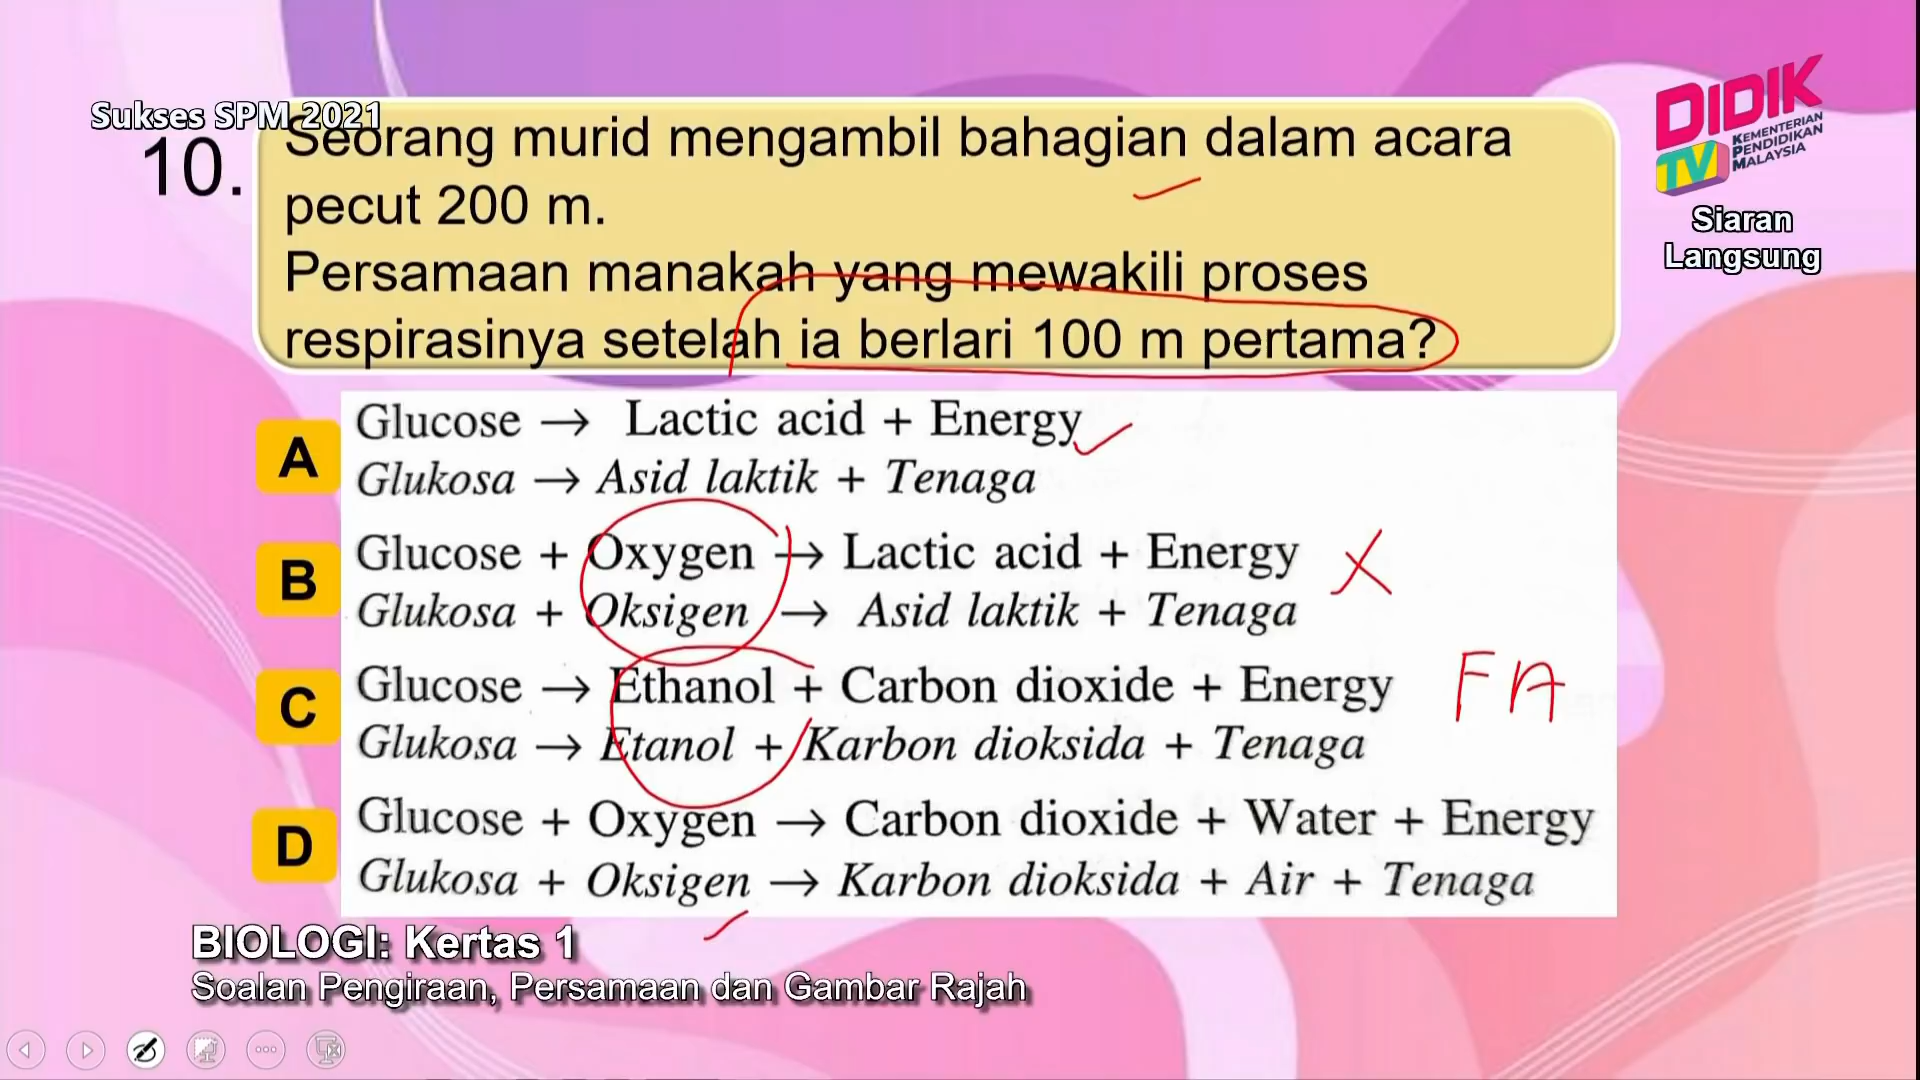 Sukses SPM 2021
10.
Seorang murid mengambil bahagian dalam acara
pecut 200 m.
Persamaan manakah yang mewakili proses
respirasinya setelah ia berlari 100 m pertama?
DIDIK
TV
KEMENTERIAN
PENDIDIKAN
MALAYSIA
Siaran
Langsung
A
Glucose → Lactic acid + Energy
Glukosa → Asid laktik + Tenaga
B
Glucose + Oxygen → Lactic acid + Energy
Glukosa + Oksigen → Asid laktik + Tenaga
X
C
Glucose → Ethanol + Carbon dioxide + Energy
Glukosa → Etanol + Karbon dioksida + Tenaga
FA
D
Glucose + Oxygen → Carbon dioxide + Water + Energy
Glukosa + Oksigen → Karbon dioksida + Air + Tenaga
BIOLOGI: Kertas 1
Soalan Pengiraan, Persamaan dan Gambar Rajah